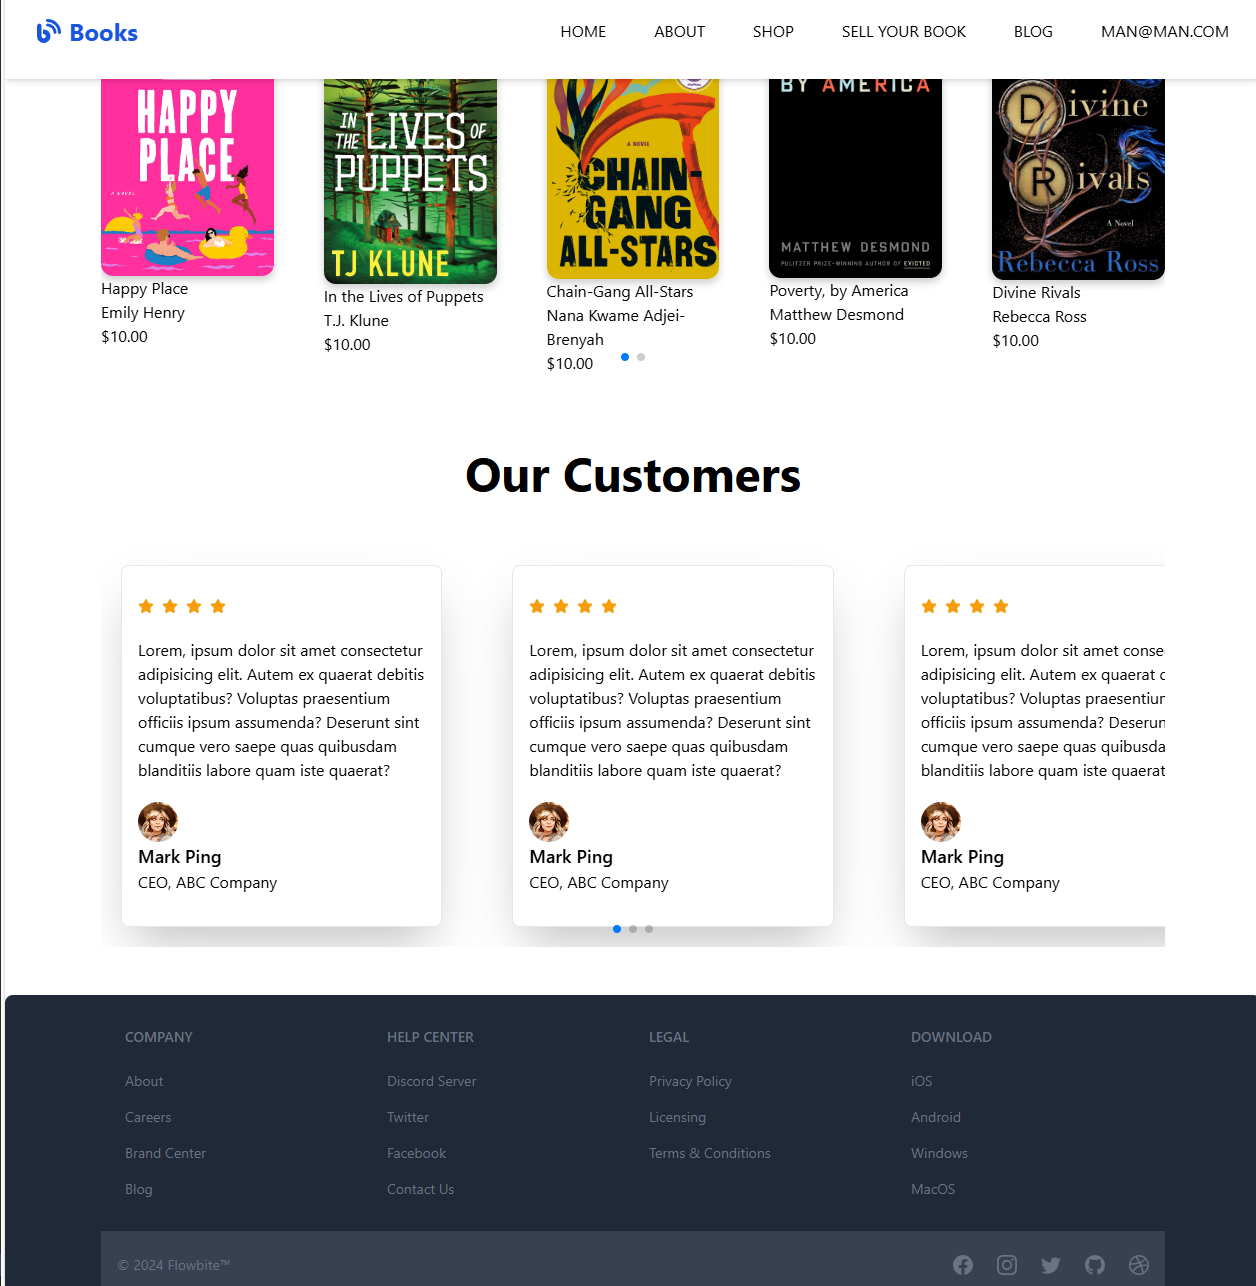 Books
HOME ABOUT SHOP SELL YOUR BOOK BLOG MAN@MAN.COM
HAPPY
PLACE
A NOVEL
IN
THE LIVES OF
PUPPETS
TJ KLUNE
A NOVEL
CHAIN-
GANG
ALL-STARS
BY AMERICA
MATTHEW DESMOND
PULITZER PRIZE-WINNING AUTHOR OF EVICTED
Divine
Rivals
A Novel
Rebecca Ross
Happy Place
Emily Henry
$10.00
In the Lives of Puppets
T.J. Klune
$10.00
Chain-Gang All-Stars
Nana Kwame Adjei-
Brenyah
$10.00
Poverty, by America
Matthew Desmond
$10.00
Divine Rivals
Rebecca Ross
$10.00
Our Customers
Lorem, ipsum dolor sit amet consectetur
adipisicing elit. Autem ex quaerat debitis
voluptatibus? Voluptas praesentium
officiis ipsum assumenda? Deserunt sint
cumque vero saepe quas quibusdam
blanditiis labore quam iste quaerat?
Mark Ping
CEO, ABC Company
Lorem, ipsum dolor sit amet consectetur
adipisicing elit. Autem ex quaerat debitis
voluptatibus? Voluptas praesentium
officiis ipsum assumenda? Deserunt sint
cumque vero saepe quas quibusdam
blanditiis labore quam iste quaerat?
Mark Ping
CEO, ABC Company
Lorem, ipsum dolor sit amet conse
adipisicing elit. Autem ex quaerat
voluptatibus? Voluptas praesentiu
officiis ipsum assumenda? Deserun
cumque vero saepe quas quibusda
blanditiis labore quam iste quaerat
Mark Ping
CEO, ABC Company
COMPANY
About
Careers
Brand Center
Blog
HELP CENTER
Discord Server
Twitter
Facebook
Contact Us
LEGAL
Privacy Policy
Licensing
Terms & Conditions
DOWNLOAD
iOS
Android
Windows
MacOS
© 2024 Flowbite™